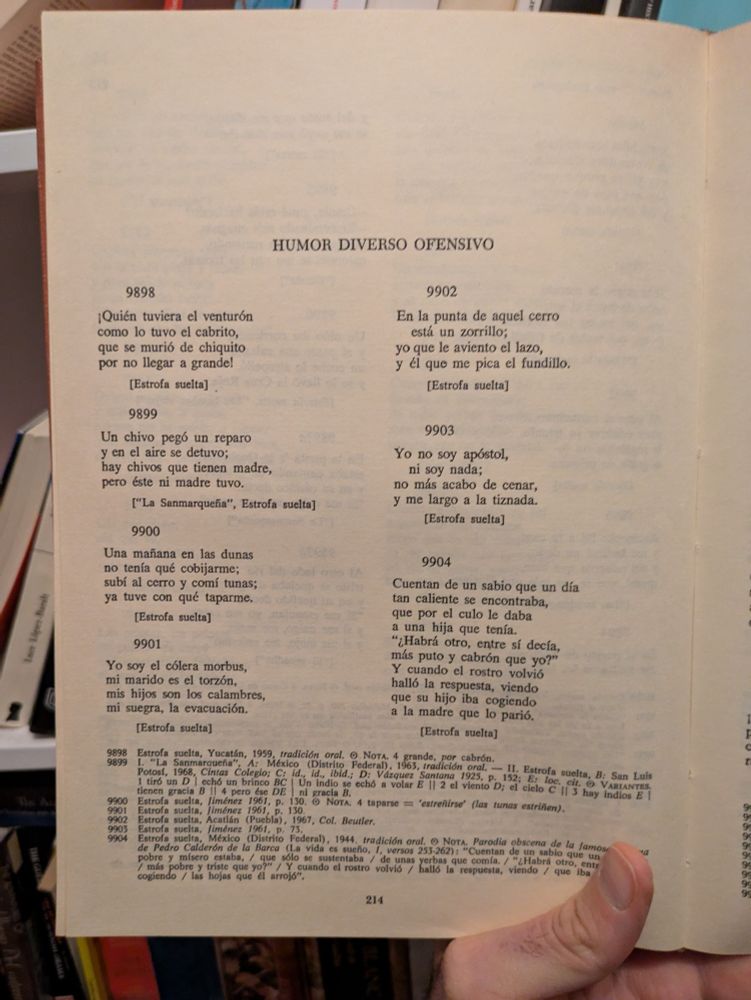 HUMOR DIVERSO OFENSIVO
9898
¡Quién tuviera el venturón
como lo tuvo el cabrito,
que se murió de chiquito
por no llegar a grande!
[Estrofa suelta]
9899
Un chivo pegó un reparo
y en el aire se detuvo;
hay chivos que tienen madre,
pero éste ni madre tuvo.
["La Sanmarqueña", Estrofa suelta]
9900
Una mañana en las dunas
no tenía qué cobijarme;
subí al cerro y comí tunas;
ya tuve con qué taparme.
[Estrofa suelta]
9901
Yo soy el cólera morbus,
mi marido es el torzón,
mis hijos son los calambres,
mi suegra, la evacuación.
[Estrofa suelta]
9902
En la punta de aquel cerro
está un zorrillo;
yo que le aviento el lazo,
y él que me pica el fundillo.
[Estrofa suelta]
9903
Yo no soy apóstol,
ni soy nada;
no más acabo de cenar,
y me largo a la tiznada.
[Estrofa suelta]
9904
Cuentan de un sabio que un día
tan caliente se encontraba,
que por el culo le daba
a una hija que tenía.
"¿Habrá otro, entre sí decía,
más puto y cabrón que yo?"
Y cuando el rostro volvió
halló la respuesta, viendo
que su hijo iba cogiendo
a la madre que lo parió.
[Estrofa suelta]
9898 Estrofa suelta, Yucatán, 1959, tradición oral. ⊙ NOTA. 4 grande, por cabrón.
9899 I. "La Sanmarqueña", A: México (Distrito Federal), 1963, tradición oral. — II. Estrofa suelta, B: San Luis
Potosí, 1968, Cintas Colegio; C: id., id., ibid.; D: Vázquez Santana 1925, p. 152; E: loc. cit. ⊙ VARIANTES.
1 tiró un D | echó un brinco BC | Un indio se echó a volar E || 2 el viento D; el cielo C || 3 hay indios E |
tienen gracia B || 4 pero ése DE | ni gracia B.
9900 Estrofa suelta, Jiménez 1961, p. 130. ⊙ NOTA. 4 taparse = 'estreñirse' (las tunas estriñen).
9901 Estrofa suelta, Jiménez 1961, p. 130.
9902 Estrofa suelta, Acatlán (Puebla), 1967, Col. Beutler.
9903 Estrofa suelta, Jiménez 1961, p. 73.
9904 Estrofa suelta, México (Distrito Federal), 1944, tradición oral. ⊙ NOTA. Parodia obscena de la famosa
de Pedro Calderón de la Barca (La vida es sueño, I, versos 253-262): "Cuentan de un sabio que un
pobre y mísero estaba, / que sólo se sustentaba / de unas yerbas que comía. / "¿Habrá otro,
/ más pobre y triste que yo?" / Y cuando el rostro volvió / halló la respuesta, viendo / que iba
cogiendo / las hojas que él arrojó".
214